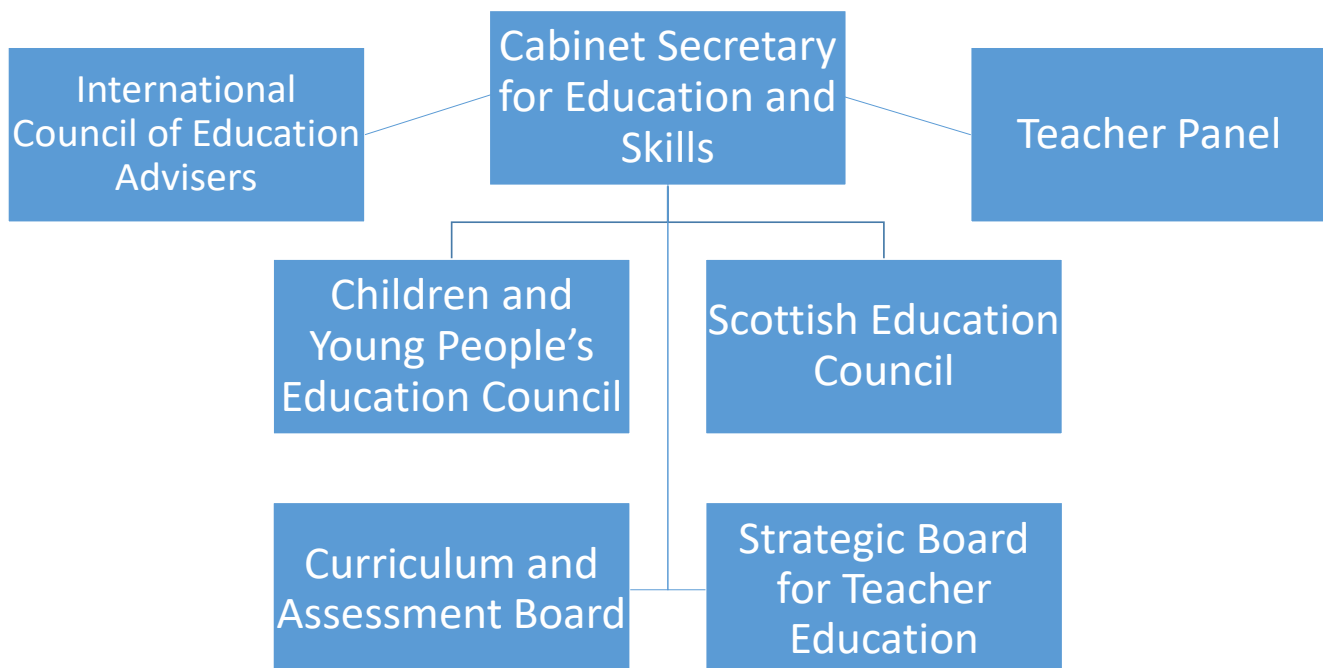 Cabinet Secretary
for Education and
Skills
International
Council of Education
Advisers
Teacher Panel
Children and
Young People’s
Education Council
Scottish Education
Council
Curriculum and
Assessment Board
Strategic Board
for Teacher
Education